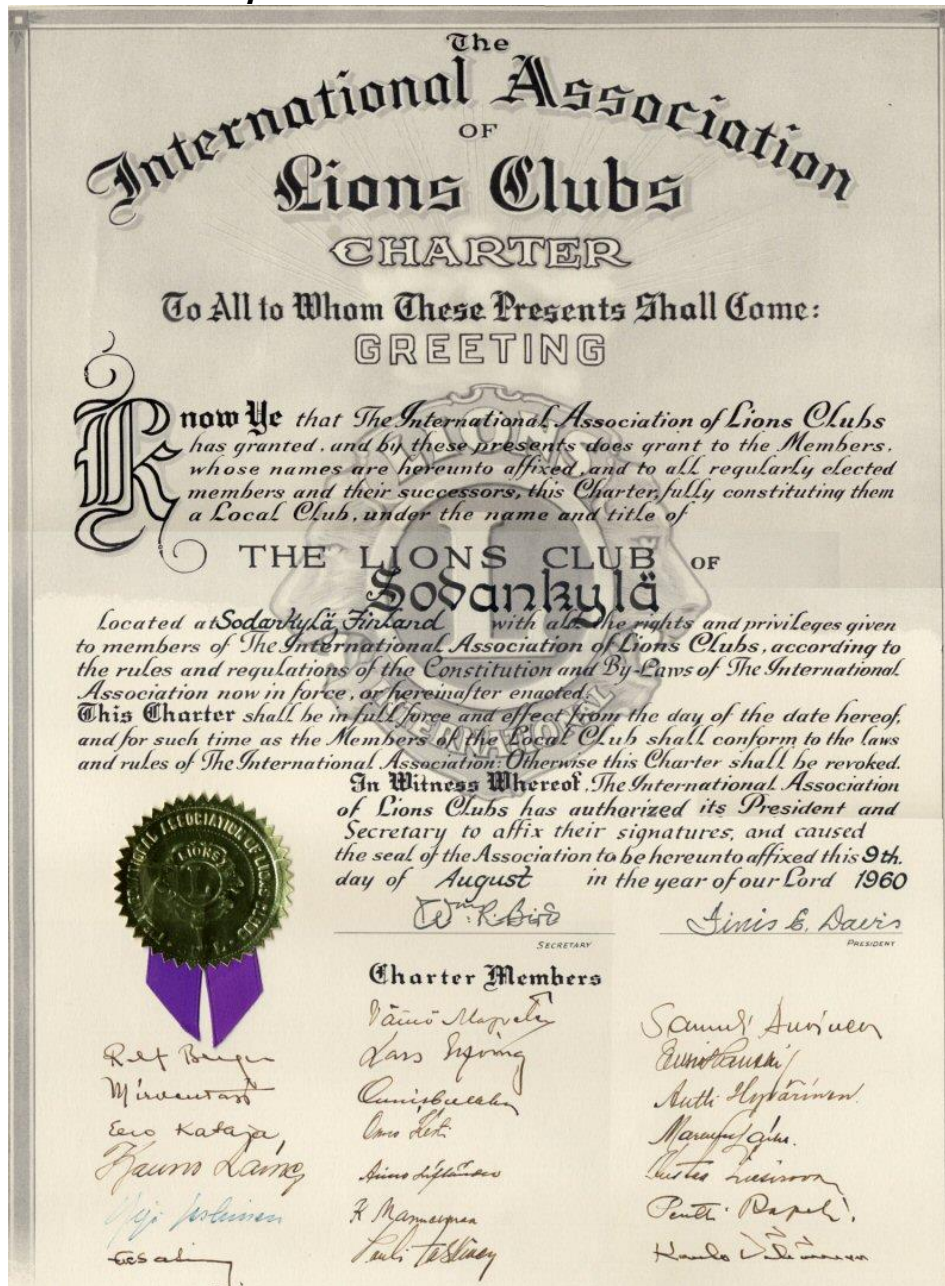 The
International Association
OF
Lions Clubs
CHARTER
To All to Whom These Presents Shall Come:
GREETING
Know Ye that The International Association of Lions Clubs
has granted, and by these presents does grant to the Members,
whose names are hereunto affixed, and to all regularly elected
members and their successors, this Charter, fully constituting them
a Local Club, under the name and title of
THE LIONS CLUB OF
Sodankylä
Located at Sodankylä, Finland with all the rights and privileges given
to members of The International Association of Lions Clubs, according to
the rules and regulations of the Constitution and By-Laws of The International
Association now in force, or hereinafter enacted.
This Charter shall be in full force and effect from the day of the date hereof,
and for such time as the Members of the Local Club shall conform to the laws
and rules of The International Association: Otherwise this Charter shall be revoked.
In Witness Whereof, The International Association
of Lions Clubs has authorized its President and
Secretary to affix their signatures, and caused
the seal of the Association to be hereunto affixed this 9th.
day of August in the year of our Lord 1960
Wm. R. Bird
Finis E. Davis
SECRETARY
PRESIDENT
Charter Members
Väinö
Lars
Eero Kataja
Antti Hyvärinen
Pentti